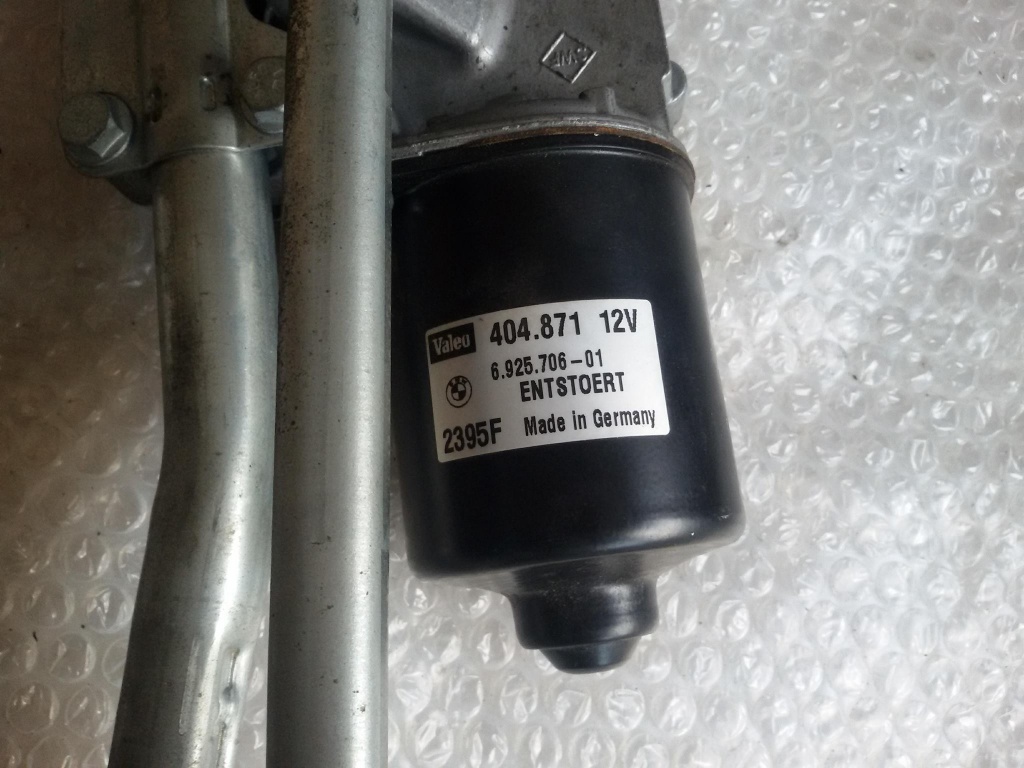 Valeo 404.871 12V
6.925.706-01
ENTSTOERT
2395F Made in Germany